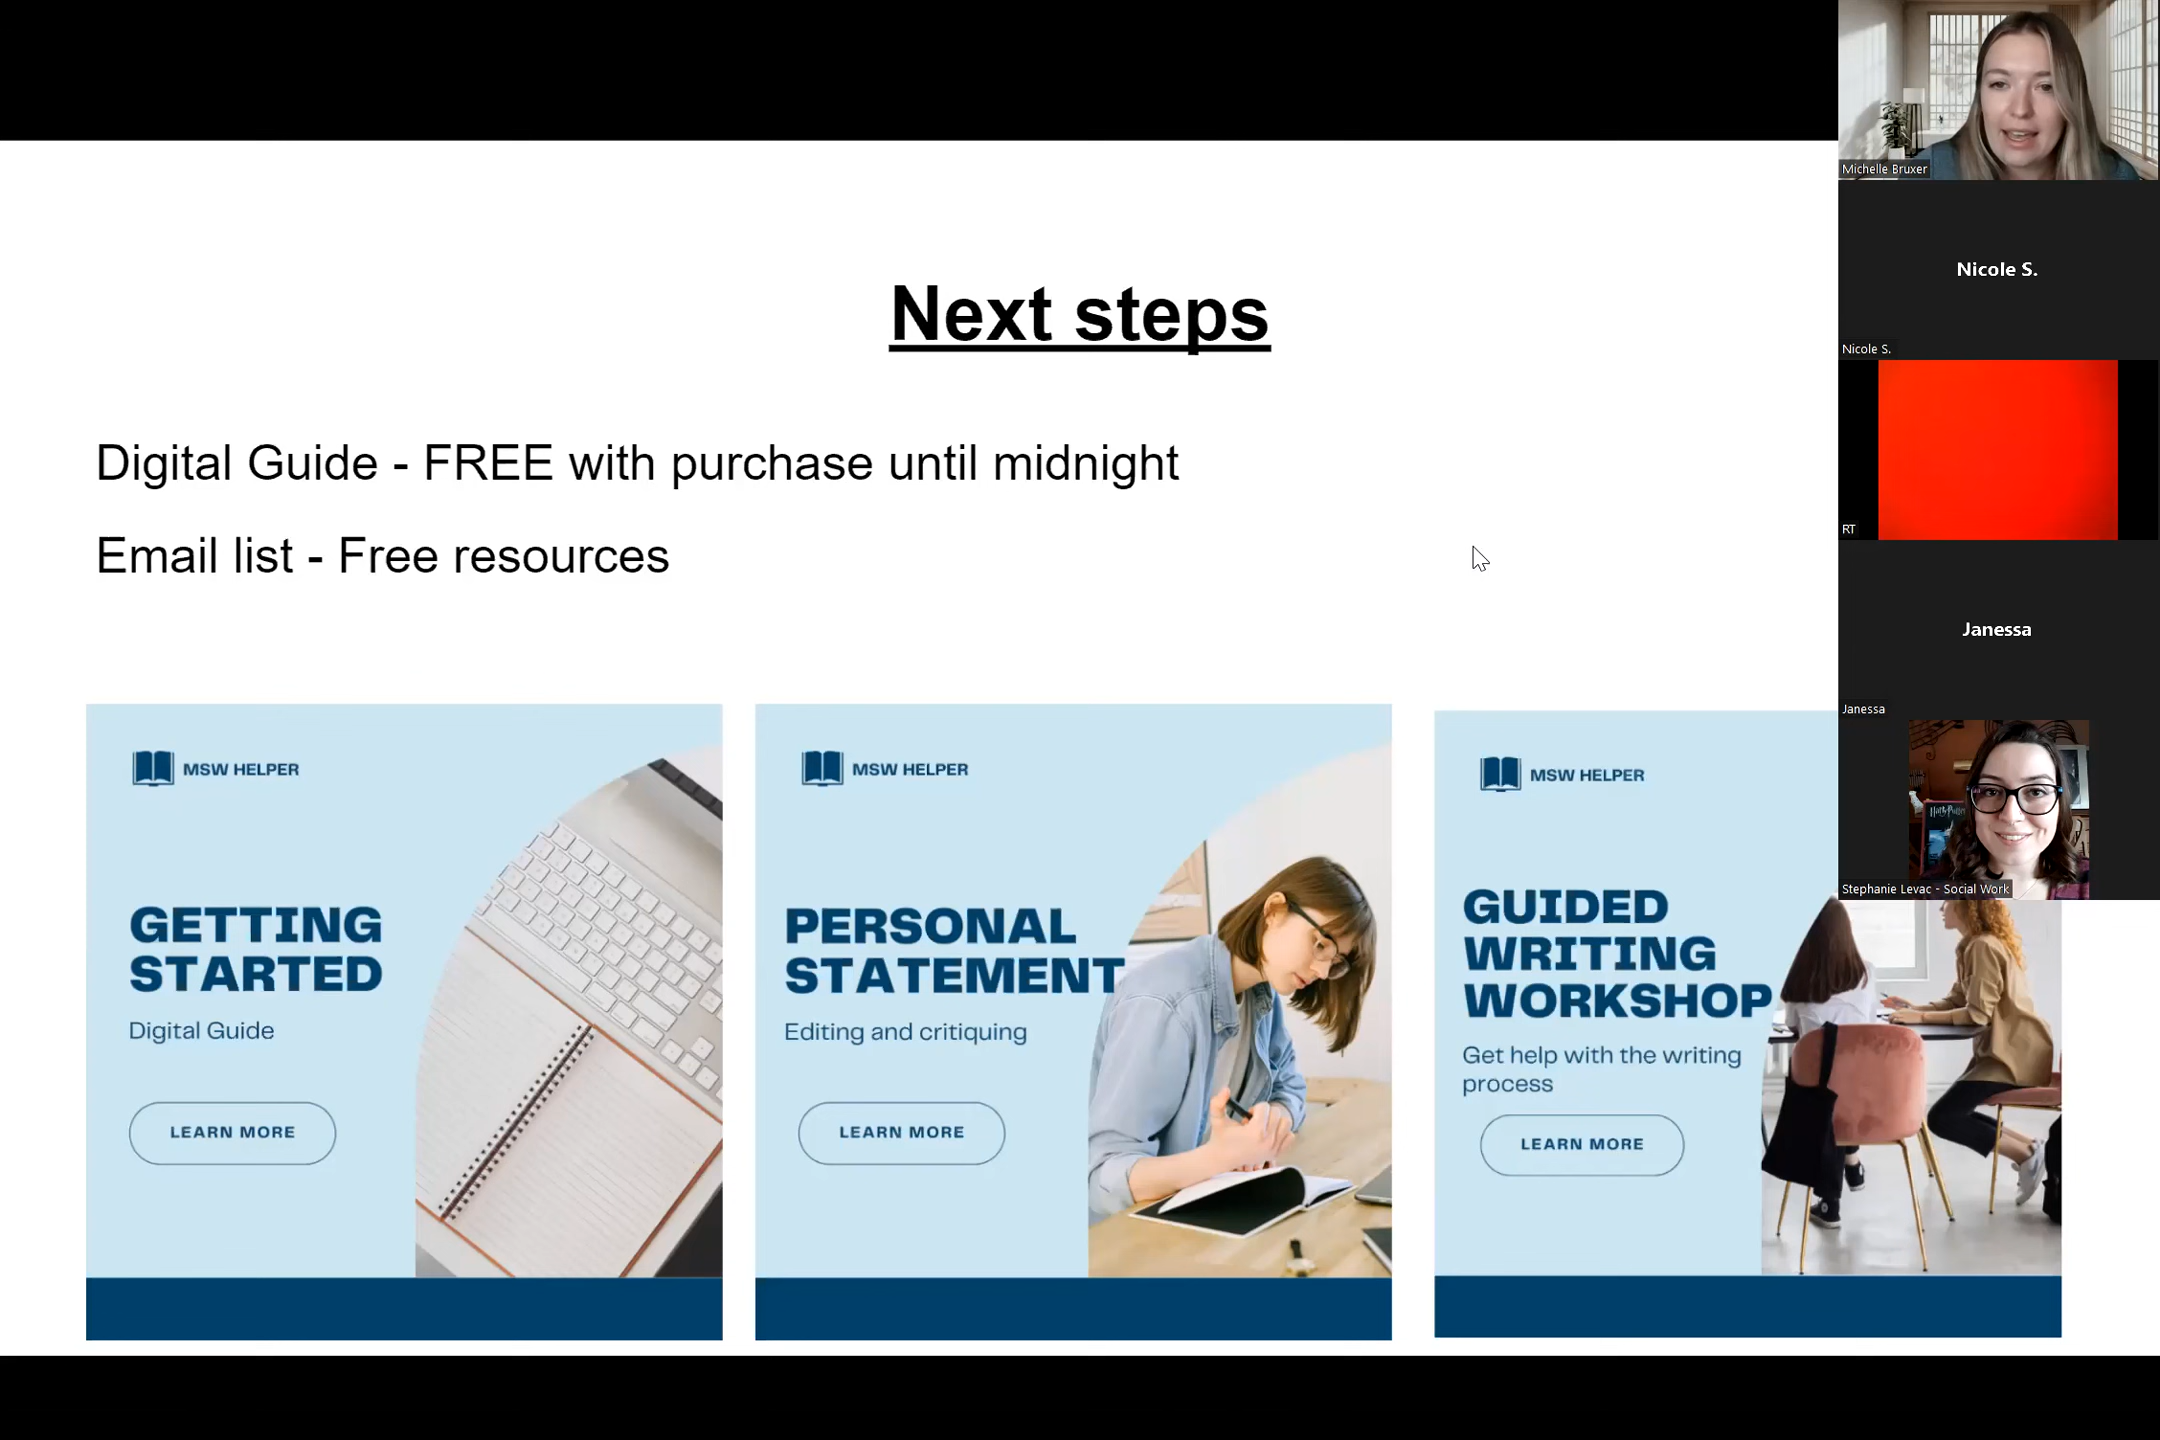 Next steps
Digital Guide - FREE with purchase until midnight
Email list - Free resources
MSW HELPER
GETTING
STARTED
Digital Guide
LEARN MORE
MSW HELPER
PERSONAL
STATEMENT
Editing and critiquing
LEARN MORE
MSW HELPER
GUIDED
WRITING
WORKSHOP
Get help with the writing
process
LEARN MORE
Michelle Bruxer
Nicole S.
Nicole S.
RT
Janessa
Janessa
Harry Potter
Stephanie Levac - Social Work